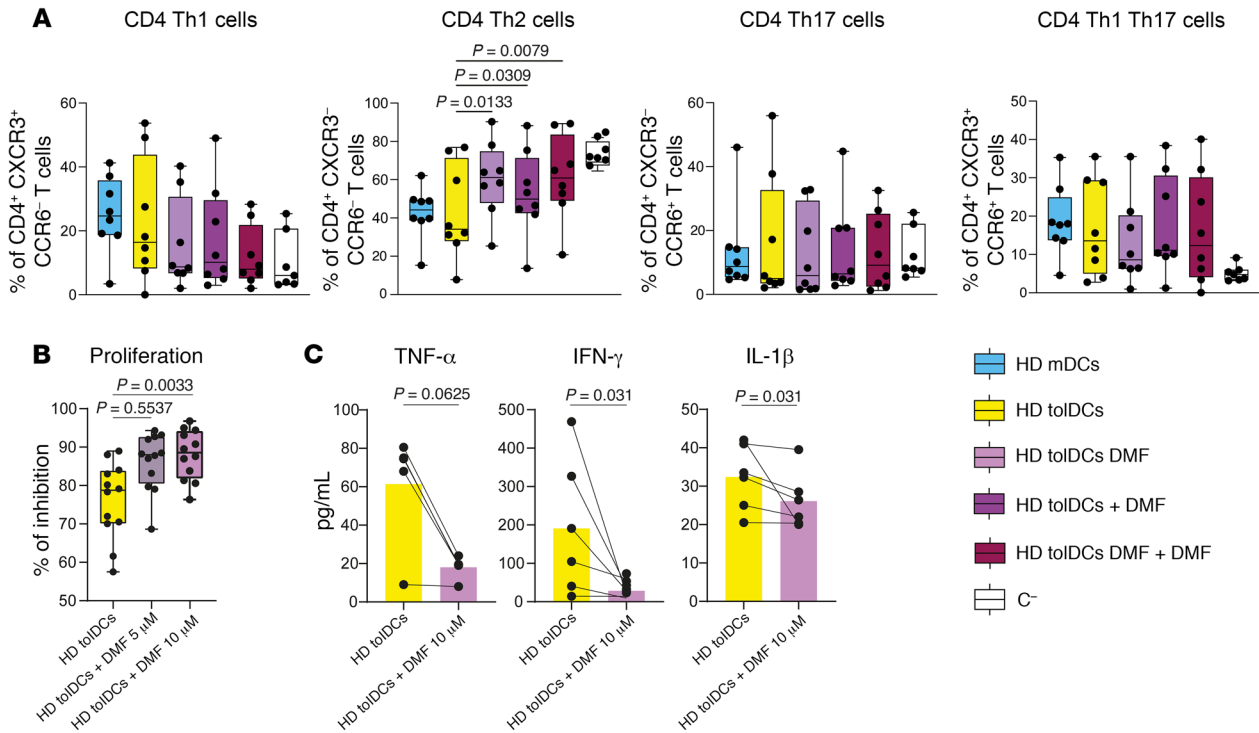 A
CD4 Th1 cells
CD4 Th2 cells
CD4 Th17 cells
CD4 Th1 Th17 cells
% of CD4⁺ CXCR3⁺
CCR6⁻ T cells
60
40
20
0
% of CD4⁺ CXCR3⁻
CCR6⁻ T cells
P = 0.0079
P = 0.0309
P = 0.0133
100
80
60
40
20
0
% of CD4⁺ CXCR3⁻
CCR6⁺ T cells
60
40
20
0
% of CD4⁺ CXCR3⁺
CCR6⁺ T cells
50
40
30
20
10
0
B
Proliferation
P = 0.0033
P = 0.5537
% of inhibition
100
90
80
70
60
50
HD tolDCs
HD tolDCs + DMF 5 μM
HD tolDCs + DMF 10 μM
C
TNF-α
P = 0.0625
pg/mL
100
80
60
40
20
0
HD tolDCs
HD tolDCs + DMF 10 μM
IFN-γ
P = 0.031
500
400
300
200
100
0
HD tolDCs
HD tolDCs + DMF 10 μM
IL-1β
P = 0.031
50
40
30
20
10
0
HD tolDCs
HD tolDCs + DMF 10 μM
HD mDCs
HD tolDCs
HD tolDCs DMF
HD tolDCs + DMF
HD tolDCs DMF + DMF
C⁻